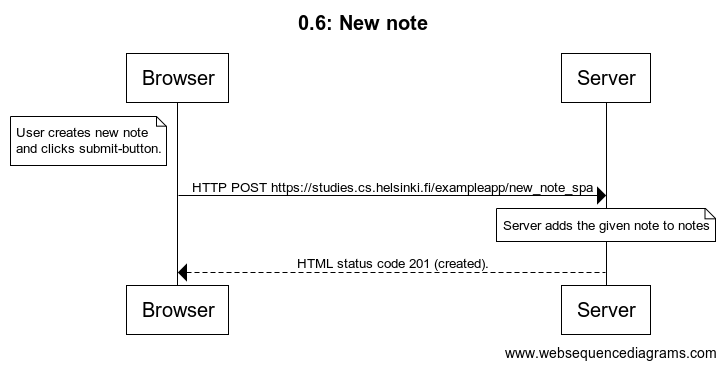 0.6: New note
Browser
Server
User creates new note
and clicks submit-button.
HTTP POST https://studies.cs.helsinki.fi/exampleapp/new_note_spa
Server adds the given note to notes
HTML status code 201 (created).
Browser
Server
www.websequencediagrams.com